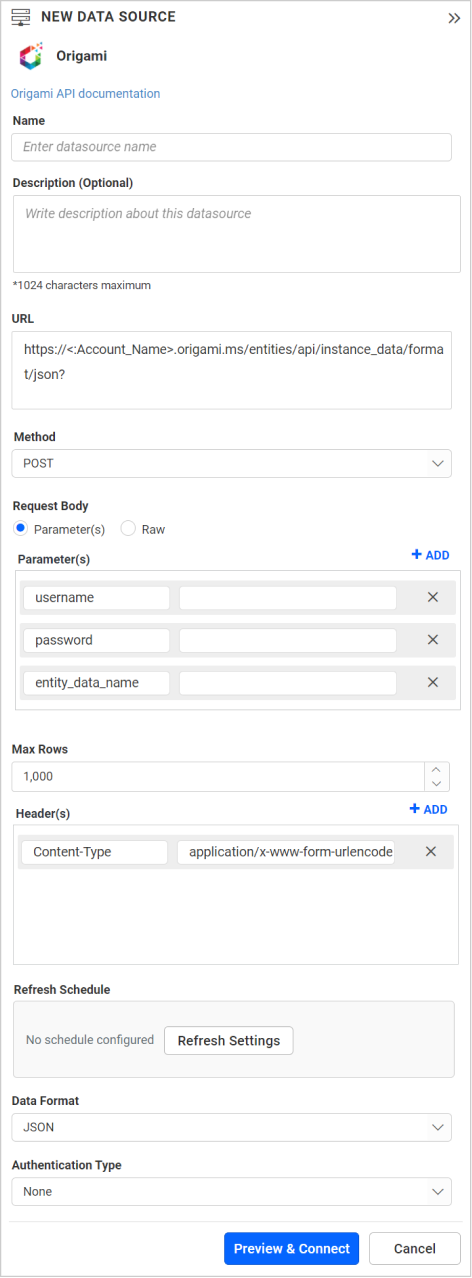 NEW DATA SOURCE
Origami
Origami API documentation
Name
Enter datasource name
Description (Optional)
Write description about this datasource
*1024 characters maximum
URL
https://<:Account_Name>.origami.ms/entities/api/instance_data/forma
t/json?
Method
POST
Request Body
Parameter(s) Raw
Parameter(s) + ADD
username
password
entity_data_name
Max Rows
1,000
Header(s) + ADD
Content-Type application/x-www-form-urlencode
Refresh Schedule
No schedule configured Refresh Settings
Data Format
JSON
Authentication Type
None
Preview & Connect Cancel